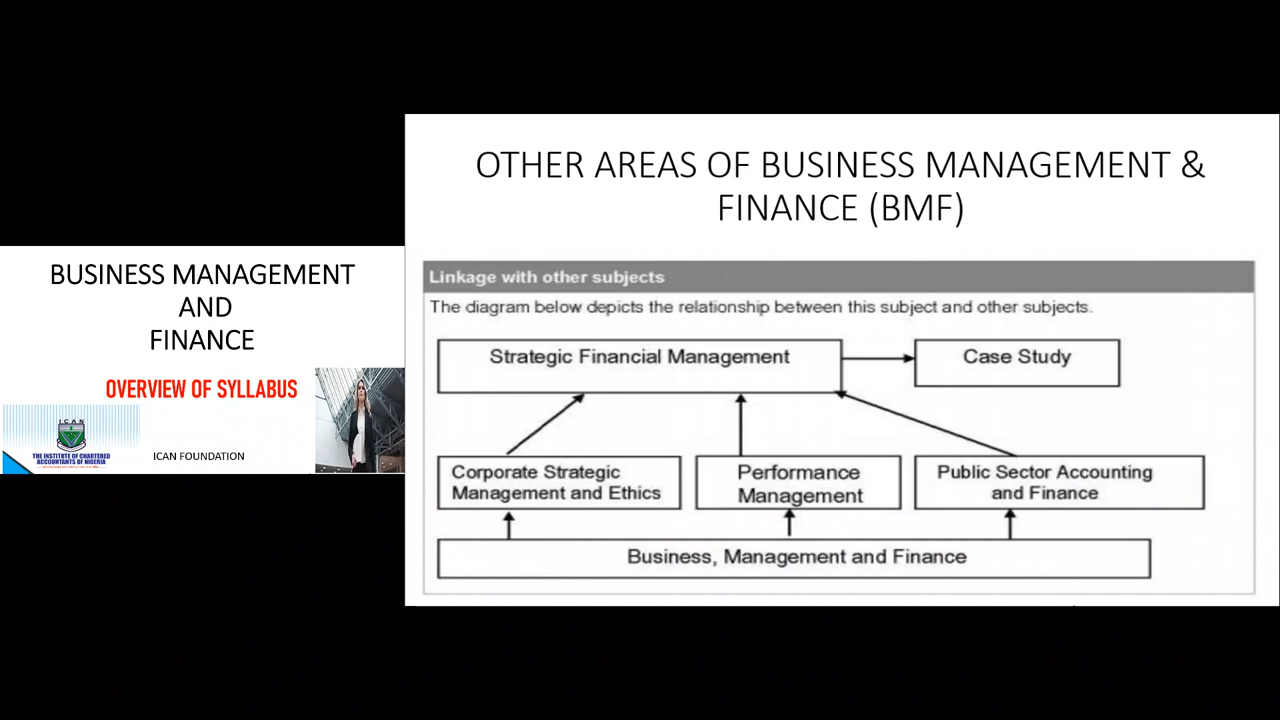 BUSINESS MANAGEMENT
AND
FINANCE
OVERVIEW OF SYLLABUS
ICAN
THE INSTITUTE OF CHARTERED
ACCOUNTANTS OF NIGERIA
ICAN FOUNDATION
OTHER AREAS OF BUSINESS MANAGEMENT &
FINANCE (BMF)
Linkage with other subjects
The diagram below depicts the relationship between this subject and other subjects.
Strategic Financial Management
Case Study
Corporate Strategic
Management and Ethics
Performance
Management
Public Sector Accounting
and Finance
Business, Management and Finance